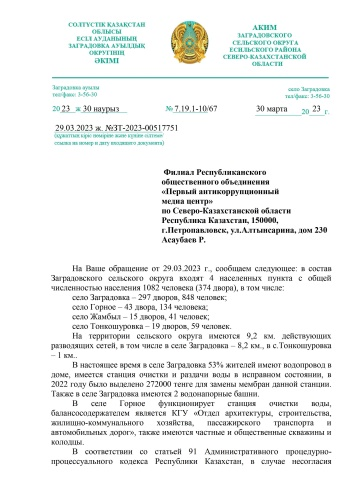 СОЛТҮСТІК ҚАЗАҚСТАН
ОБЛЫСЫ
ЕСІЛ АУДАНЫНЫҢ
ЗАГРАДОВКА АУЫЛДЫҚ
ОКРУГІНІҢ
ӘКІМІ
АКИМ
ЗАГРАДОВСКОГО
СЕЛЬСКОГО ОКРУГА
ЕСИЛЬСКОГО РАЙОНА
СЕВЕРО-КАЗАХСТАНСКОЙ
ОБЛАСТИ
Заградовка ауылы
тел/факс: 3-56-30
село Заградовка
тел/факс: 3-56-30
20 23 ж 30 наурыз № 7.19.1-10/67 30 марта 20 23 г.
29.03.2023 ж. №ЗТ-2023-00517751
ссылка на номер и дату входящего документа)
Филиал Республиканского
общественного объединения
«Первый антикоррупционный
медиа центр»
по Северо-Казахстанской области
Республика Казахстан, 150000,
г.Петропавловск, ул.Алтынсарина, дом 230
Асаубаев Р.
На Ваше обращение от 29.03.2023 г., сообщаем следующее: в состав
Заградовского сельского округа входят 4 населенных пункта с общей
численностью населения 1082 человека (374 двора), в том числе:
село Заградовка – 297 дворов, 848 человек;
село Горное – 43 двора, 134 человека;
село Жамбыл – 15 дворов, 41 человек;
село Тонкошуровка – 19 дворов, 59 человек.
На территории сельского округа имеются 9,2 км. действующих
разводящих сетей, в том числе в селе Заградовка – 8,2 км., в с.Тонкошуровка
– 1 км..
В настоящее время в селе Заградовка 53% жителей имеют водопровод в
доме, имеется станция очистки и раздачи воды в исправном состоянии, в
2022 году было выделено 272000 тенге для замены мембран данной станции.
Также в селе Заградовка имеются 2 водонапорные башни.
В селе Горное функционирует станция очистки воды,
балансосодержателем является КГУ «Отдел архитектуры, строительства,
жилищно-коммунального хозяйства, пассажирского транспорта и
автомобильных дорог», также имеются частные и общественные скважины и
колодцы.
В соответствии со статьей 91 Административного процедурно-
процессуального кодекса Республики Казахстан, в случае несогласия